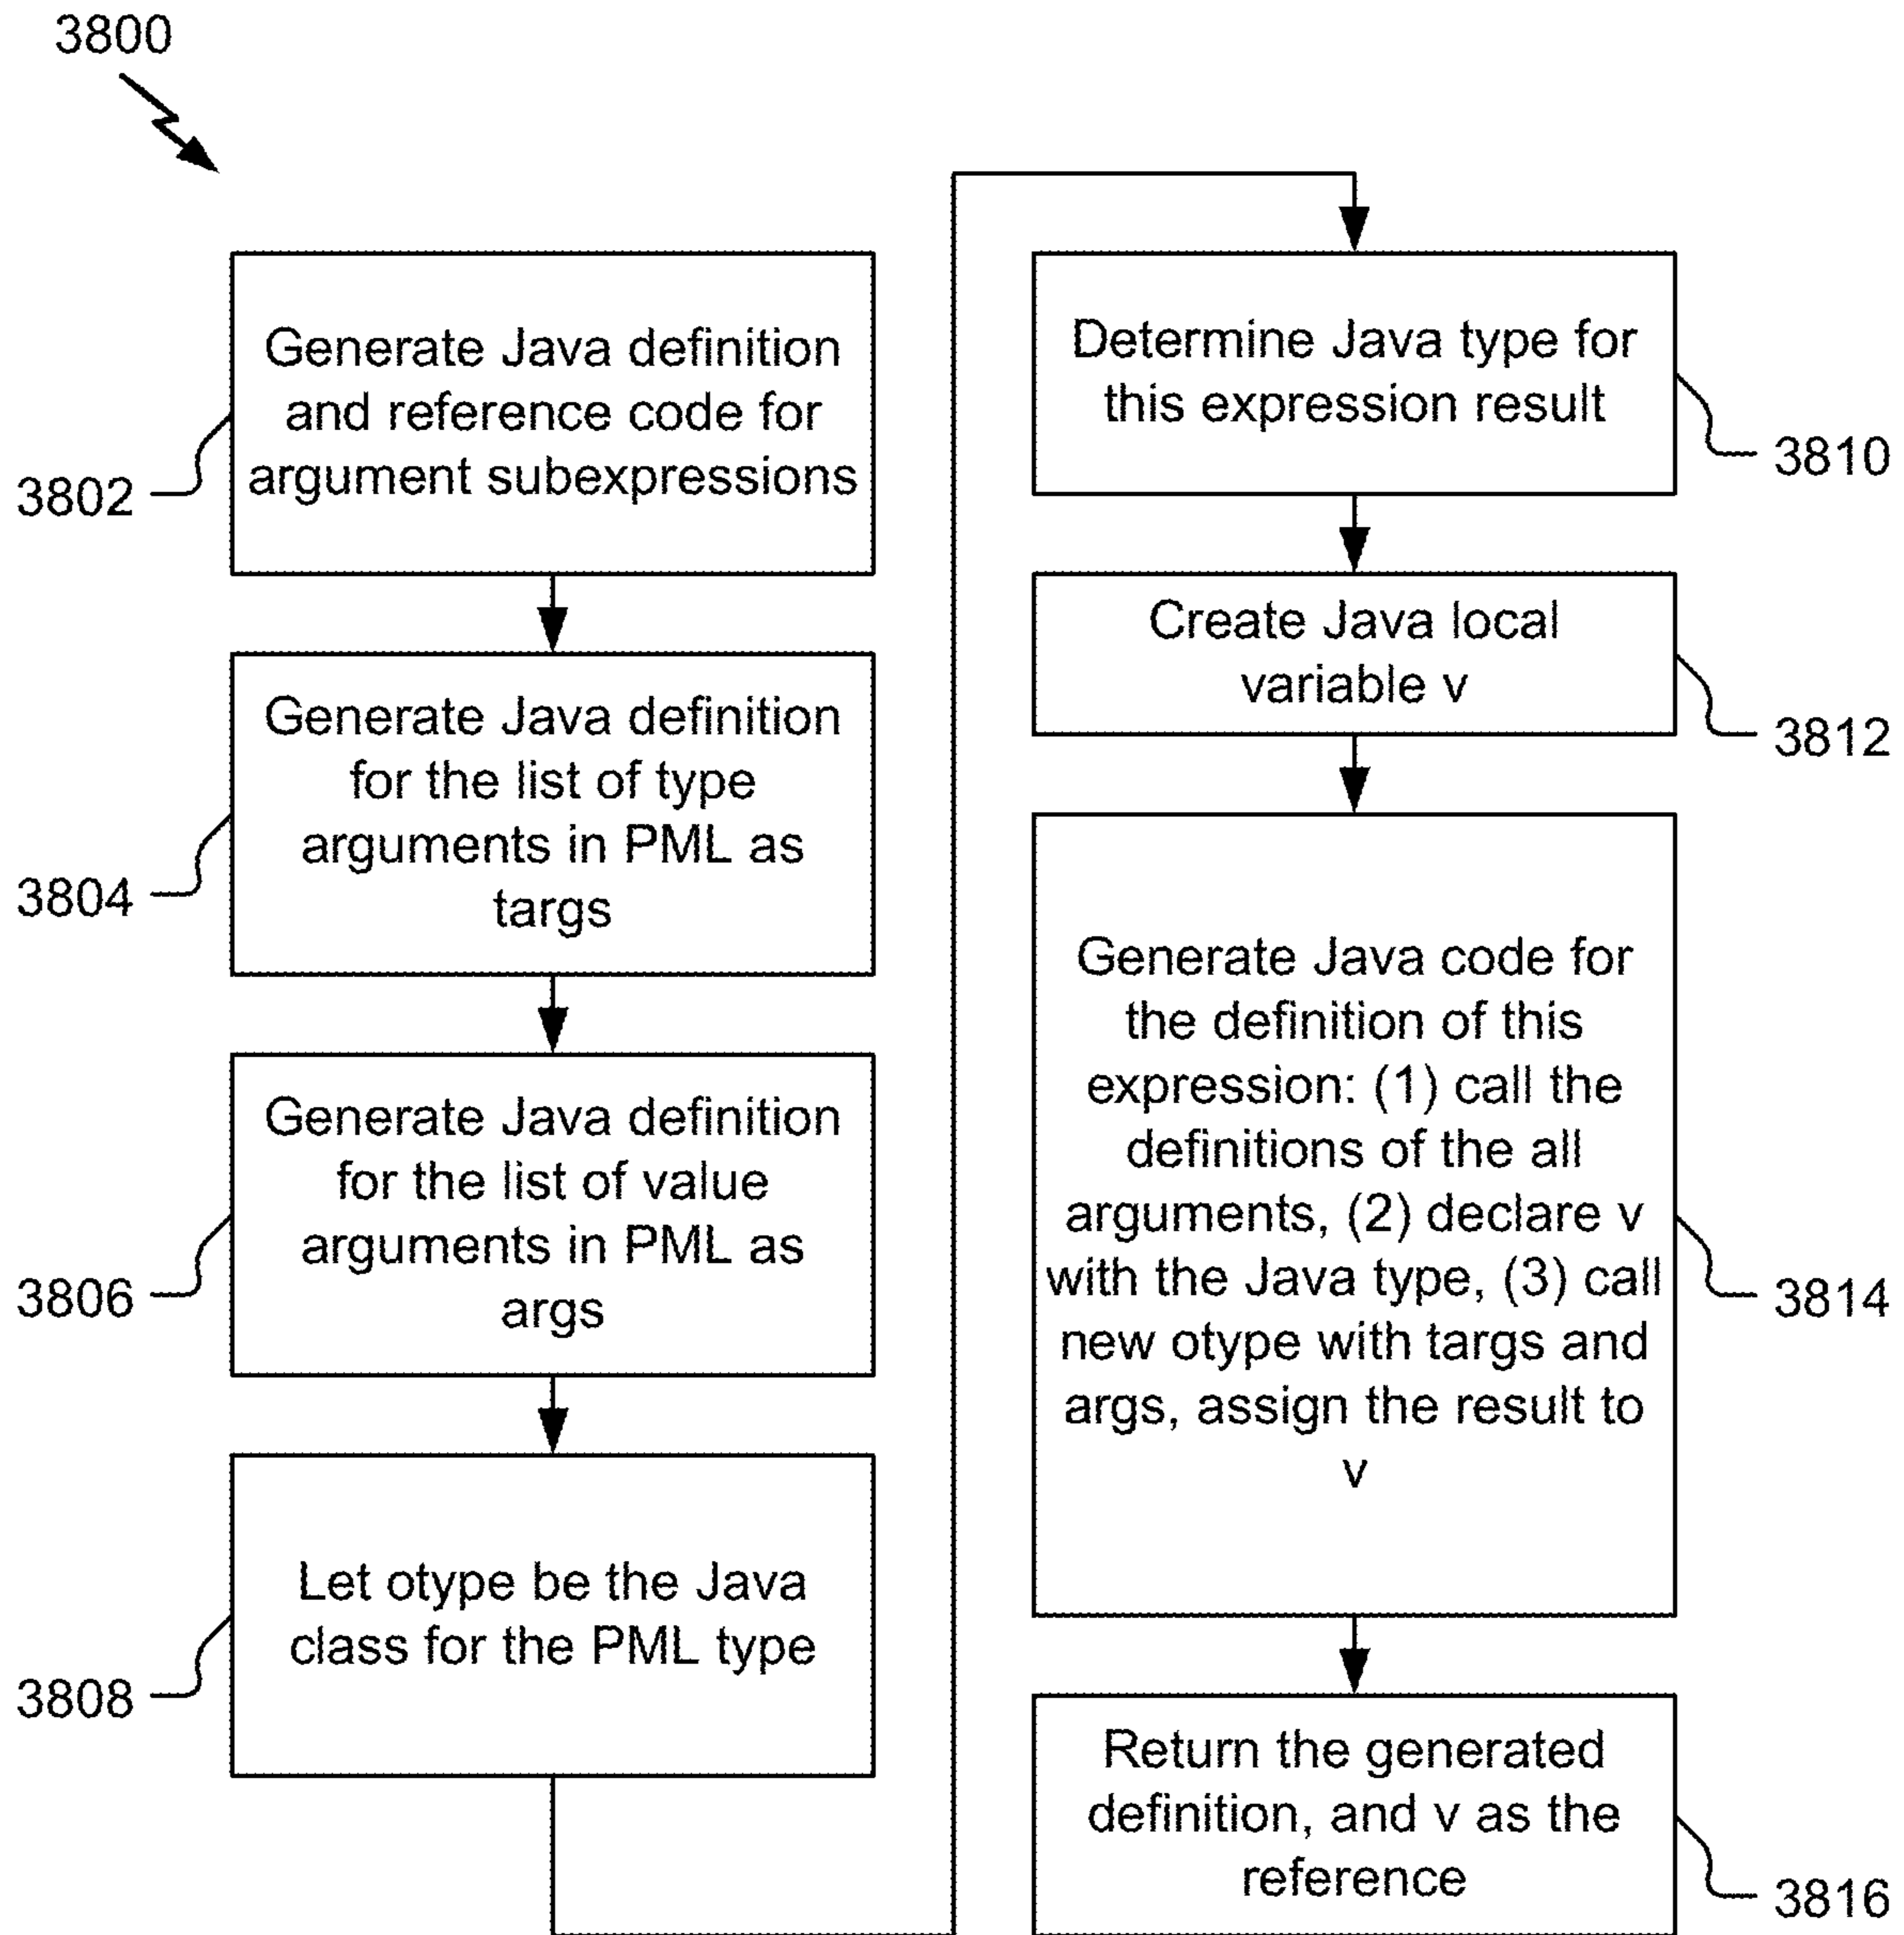 3800
Generate Java definition
and reference code for
argument subexpressions
3802
Generate Java definition
for the list of type
arguments in PML as
targs
3804
Generate Java definition
for the list of value
arguments in PML as
args
3806
Let otype be the Java
class for the PML type
3808
Determine Java type for
this expression result
3810
Create Java local
variable v
3812
Generate Java code for
the definition of this
expression: (1) call the
definitions of the all
arguments, (2) declare v
with the Java type, (3) call
new otype with targs and
args, assign the result to
v
3814
Return the generated
definition, and v as the
reference
3816